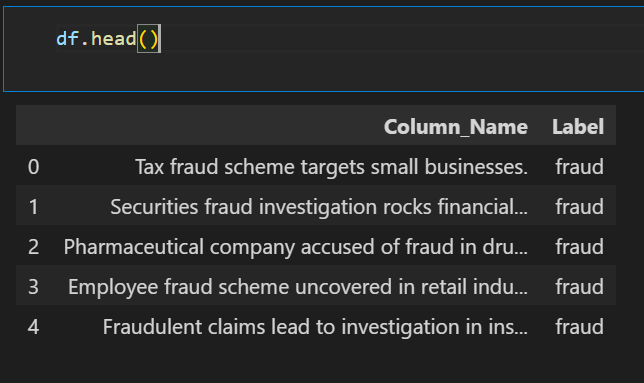 df.head()
Column_Name Label
0 Tax fraud scheme targets small businesses. fraud
1 Securities fraud investigation rocks financial... fraud
2 Pharmaceutical company accused of fraud in dru... fraud
3 Employee fraud scheme uncovered in retail indu... fraud
4 Fraudulent claims lead to investigation in ins... fraud